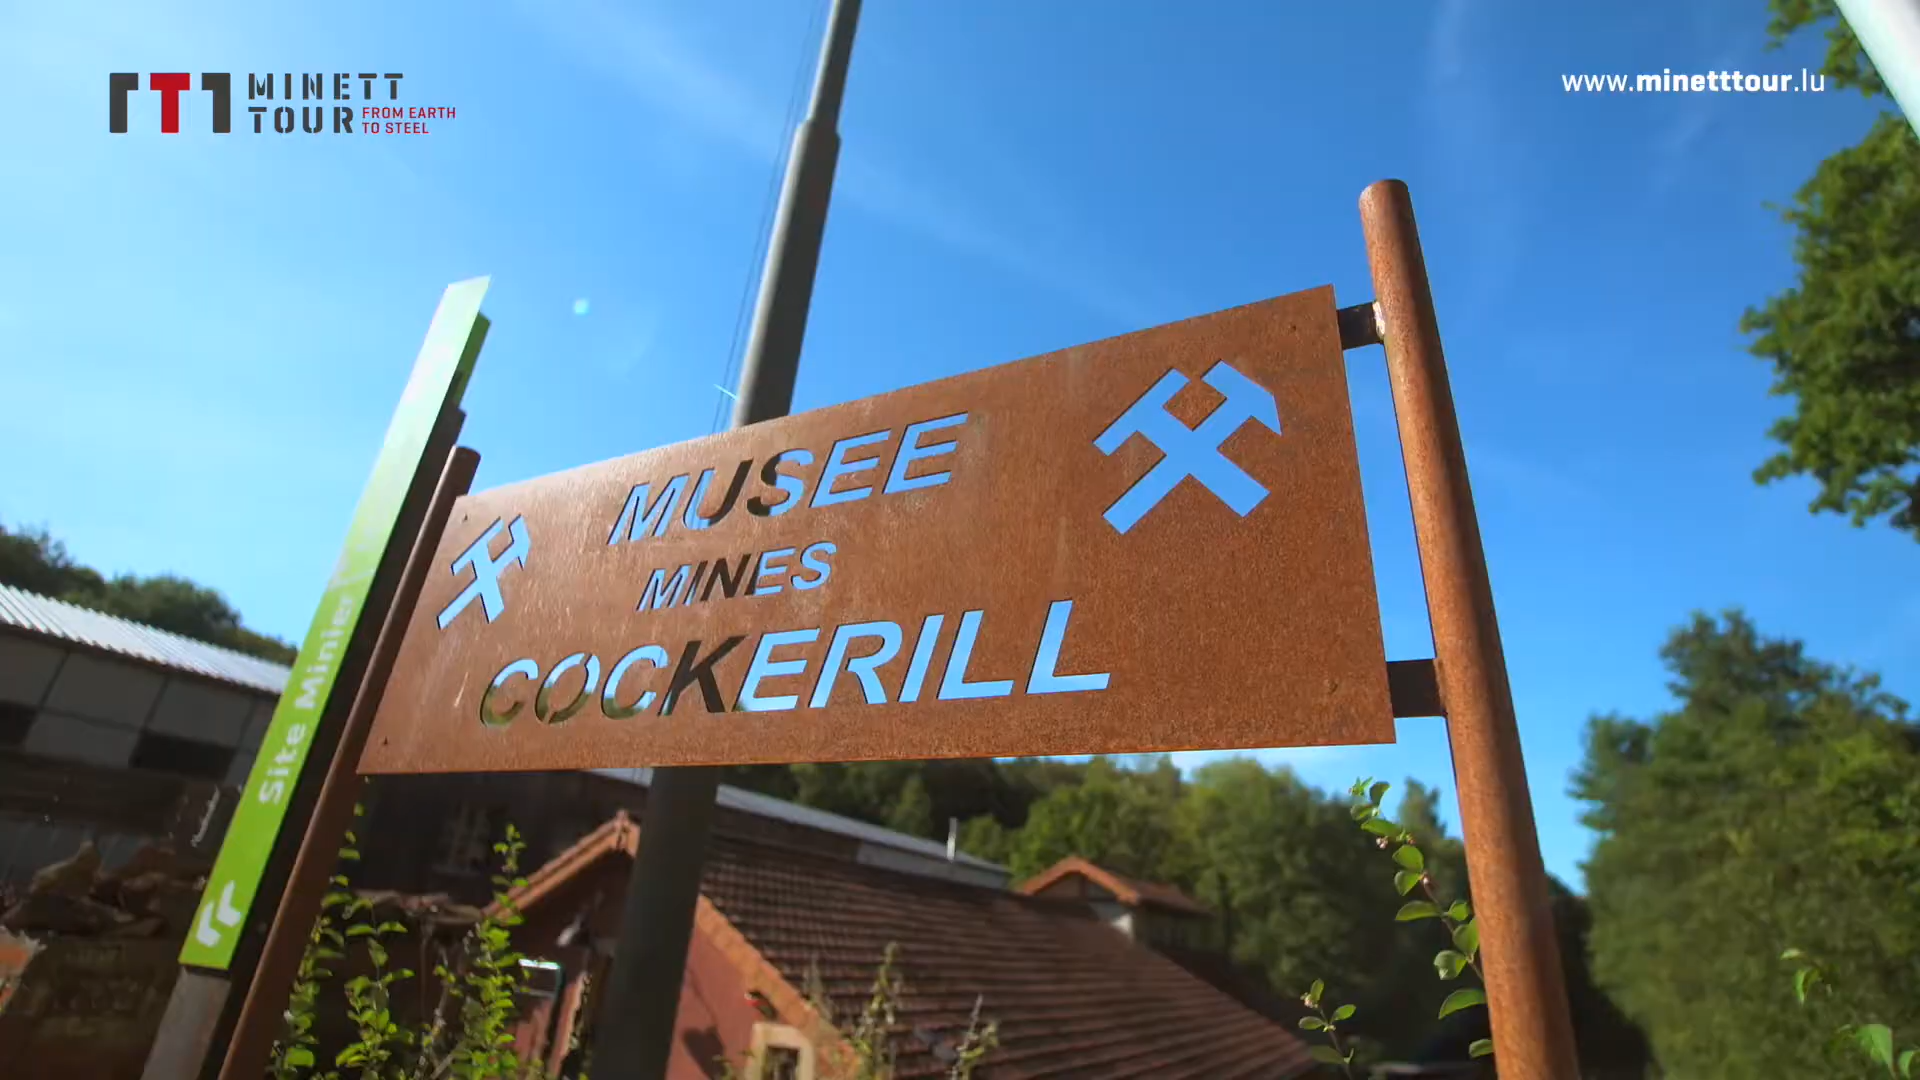 MINETT
TOUR FROM EARTH
TO STEEL
www.minetttour.lu
MUSEE
MINES
COCKERILL
Site Minier